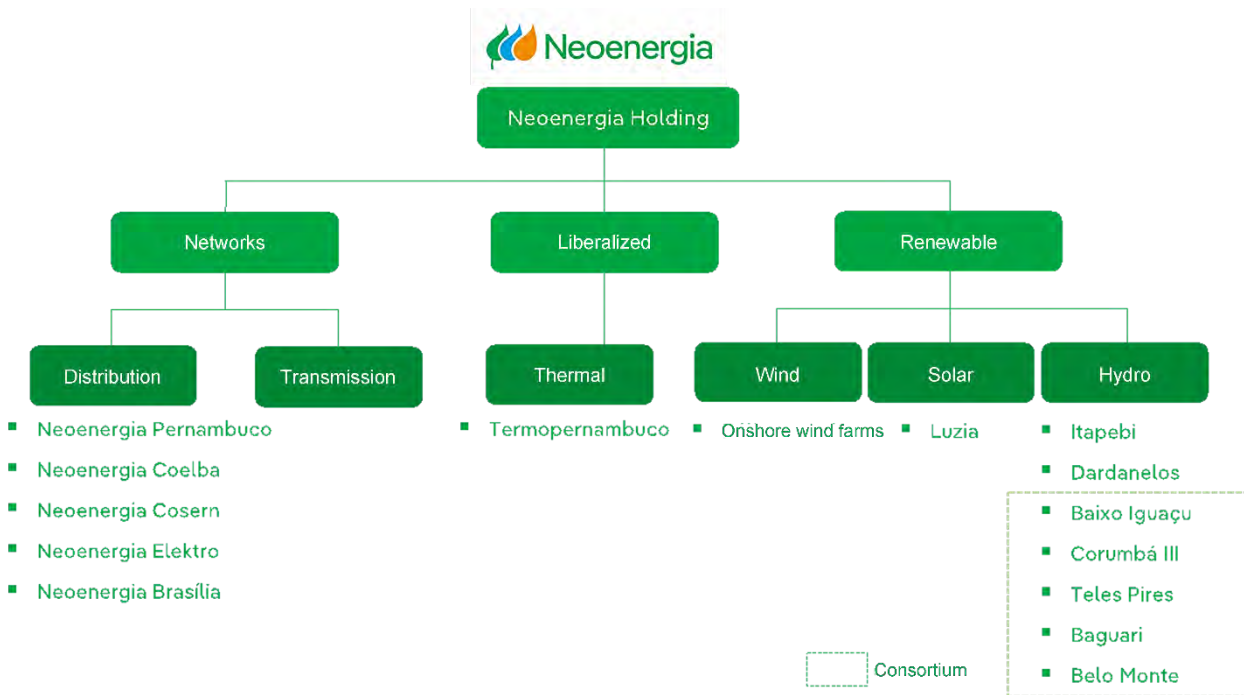 Neoenergia
Neoenergia Holding
Networks
Liberalized
Renewable
Distribution
Transmission
Thermal
Wind
Solar
Hydro
Neoenergia Pernambuco
Neoenergia Coelba
Neoenergia Cosern
Neoenergia Elektro
Neoenergia Brasília
Termopernambuco
Onshore wind farms
Luzia
Itapebi
Dardanelos
Baixo Iguaçu
Corumbá III
Teles Pires
Baguari
Belo Monte
Consortium